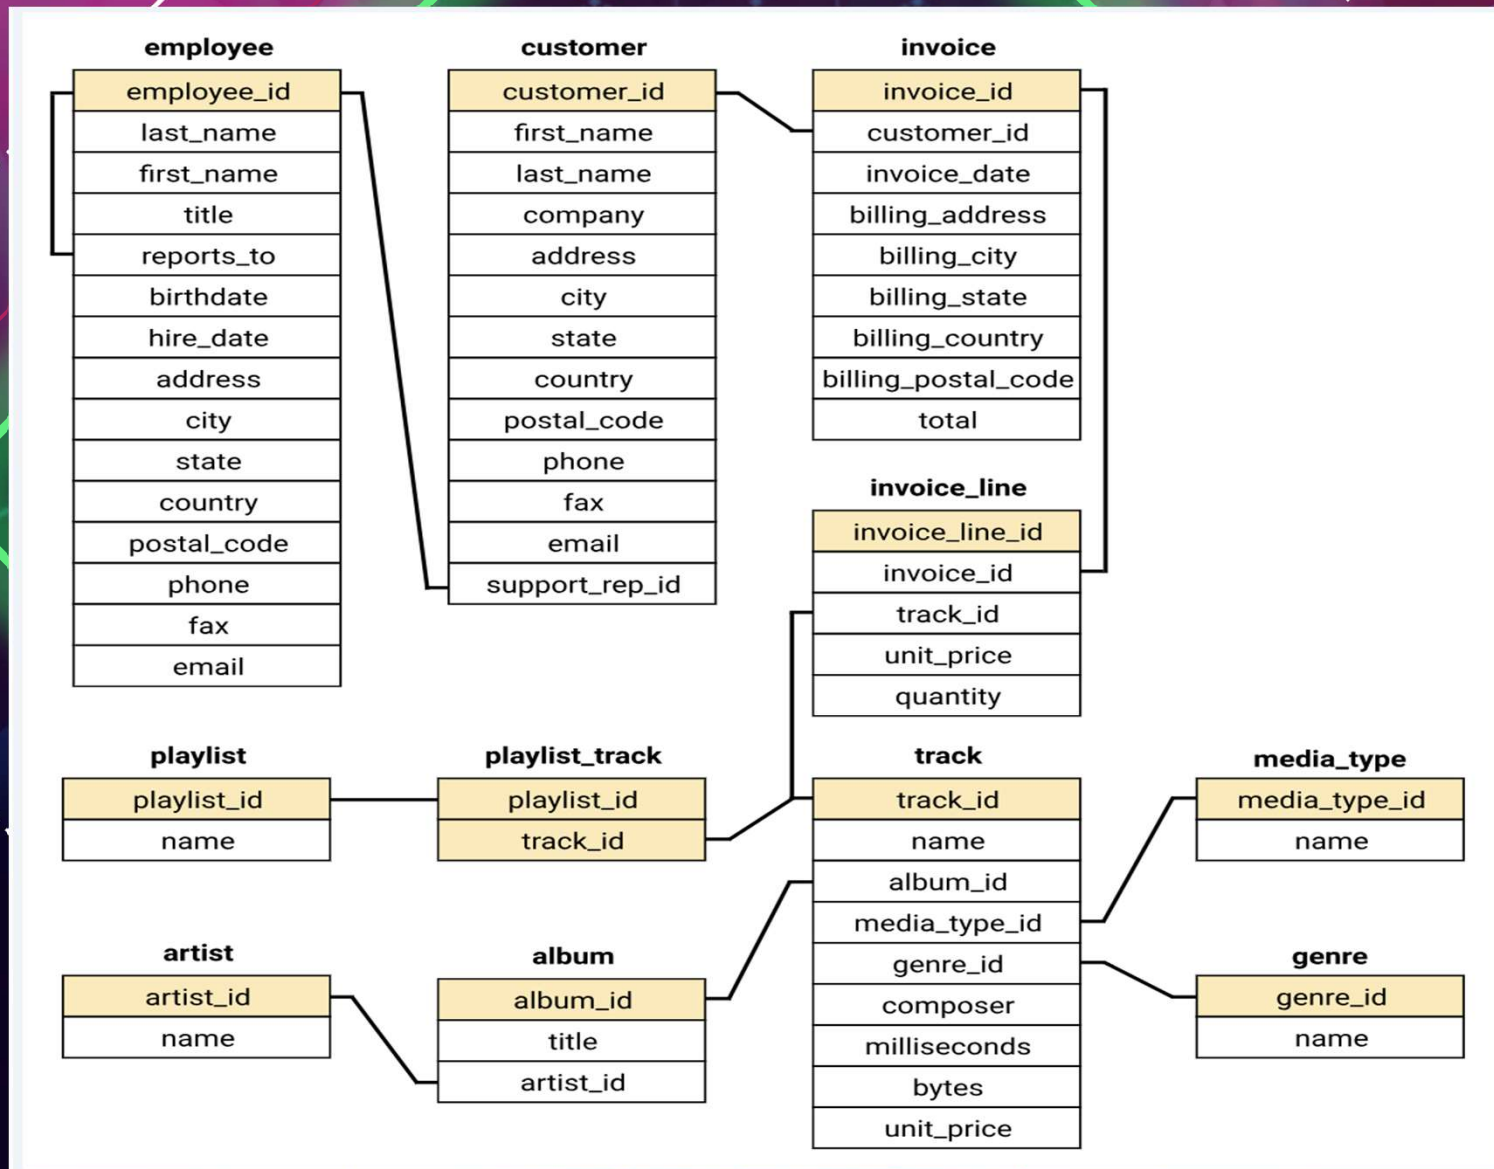 employee
employee_id
last_name
first_name
title
reports_to
birthdate
hire_date
address
city
state
country
postal_code
phone
fax
email
customer
customer_id
first_name
last_name
company
address
city
state
country
postal_code
phone
fax
email
support_rep_id
invoice
invoice_id
customer_id
invoice_date
billing_address
billing_city
billing_state
billing_country
billing_postal_code
total
invoice_line
invoice_line_id
invoice_id
track_id
unit_price
quantity
playlist
playlist_id
name
playlist_track
playlist_id
track_id
track
track_id
name
album_id
media_type_id
genre_id
composer
milliseconds
bytes
unit_price
media_type
media_type_id
name
artist
artist_id
name
album
album_id
title
artist_id
genre
genre_id
name